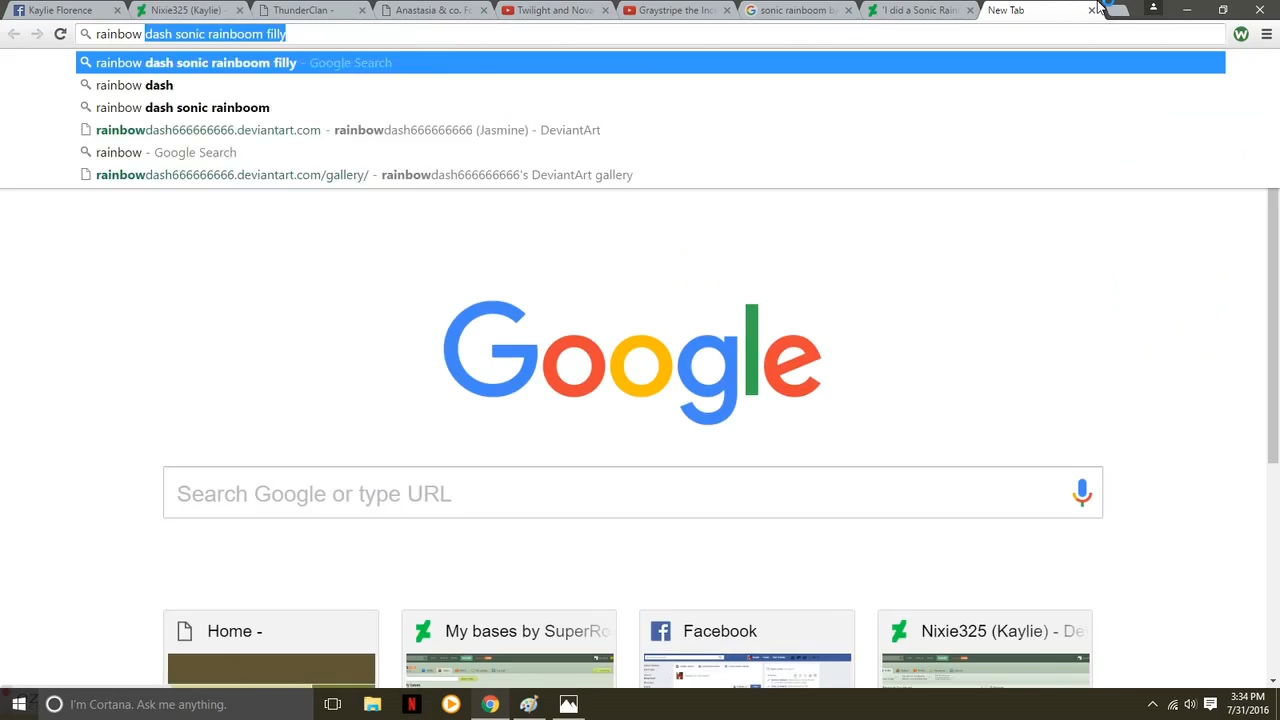 Kaylie Florence
Nixie325 (Kaylie) -
ThunderClan -
Anastasia & co. Fo
Twilight and Nova
Graystripe the Inc
sonic rainboom ba
'I did a Sonic Rain
New Tab
rainbow dash sonic rainboom filly
rainbow dash sonic rainboom filly - Google Search
rainbow dash
rainbow dash sonic rainboom
rainbowdash666666666.deviantart.com - rainbowdash666666666 (Jasmine) - DeviantArt
rainbow - Google Search
rainbowdash666666666.deviantart.com/gallery/ - rainbowdash666666666's DeviantArt gallery
Google
Search Google or type URL
Home -
My bases by SuperRo
Facebook
Nixie325 (Kaylie) - De
I'm Cortana. Ask me anything.
3:34 PM
7/31/2016